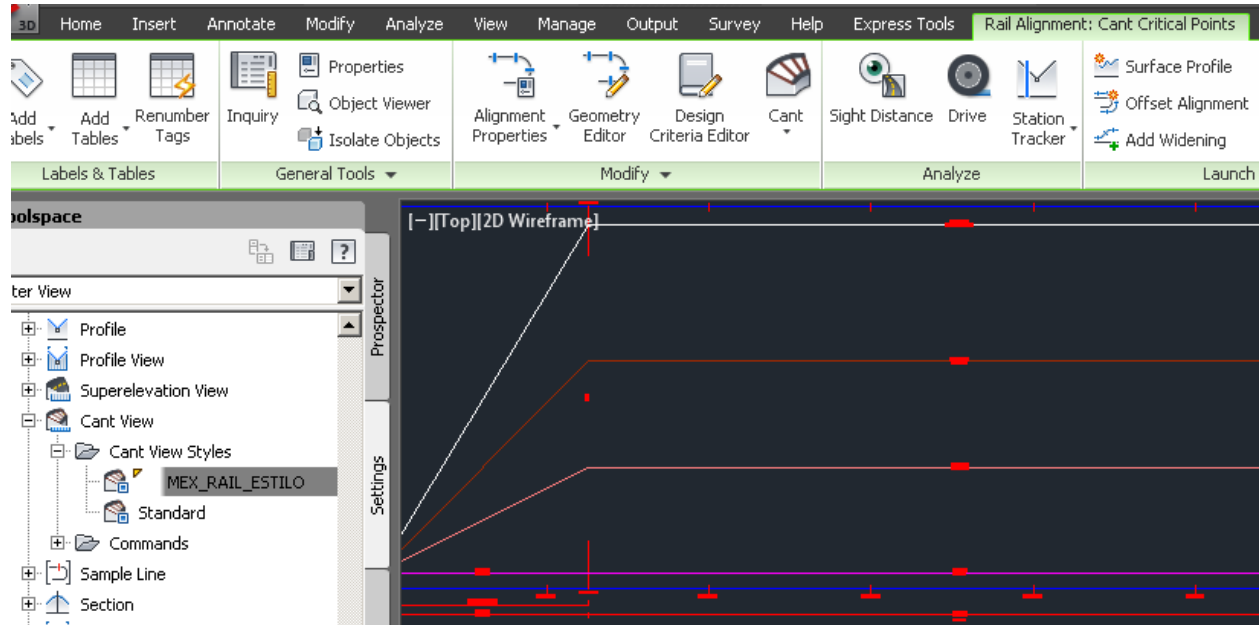 3D Home Insert Annotate Modify Analyze View Manage Output Survey Help Express Tools Rail Alignment: Cant Critical Points
Add
Labels
Add
Tables
Renumber
Tags
Inquiry
Properties
Object Viewer
Isolate Objects
Alignment
Properties
Geometry
Editor
Design
Criteria Editor
Cant
Sight Distance
Drive
Station
Tracker
Surface Profile
Offset Alignment
Add Widening
Labels & Tables
General Tools
Modify
Analyze
Launch
oolspace
?
ter View
Profile
Profile View
Superelevation View
Cant View
Cant View Styles
MEX_RAIL_ESTILO
Standard
Commands
Sample Line
Section
Prospector
Settings
[−][Top][2D Wireframe]